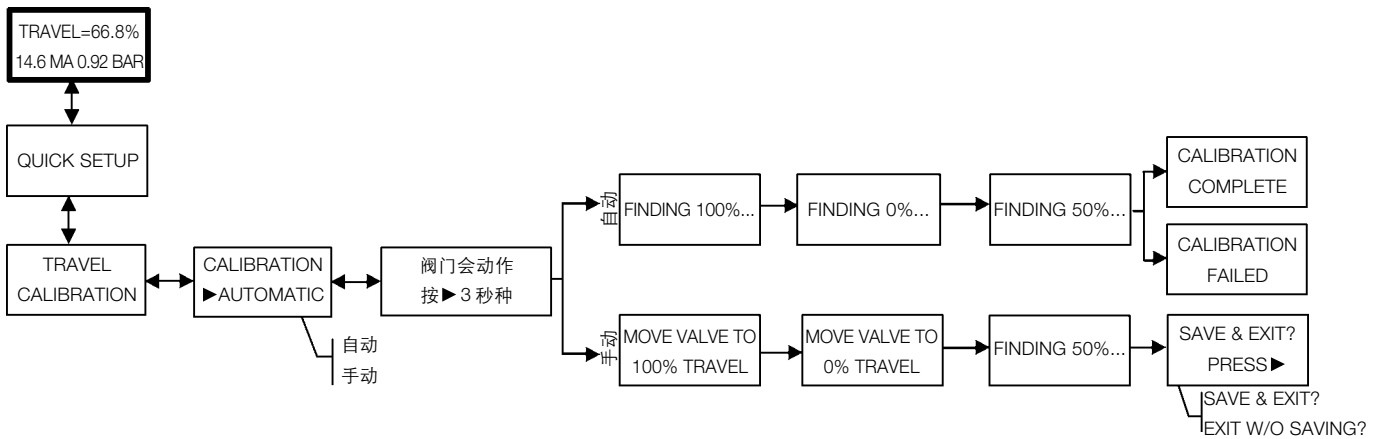 TRAVEL=66.8%
14.6 MA 0.92 BAR
QUICK SETUP
TRAVEL
CALIBRATION
CALIBRATION
▶AUTOMATIC
自动
手动
阀门会动作
按▶3 秒种
自动
FINDING 100%...
FINDING 0%...
FINDING 50%...
CALIBRATION
COMPLETE
CALIBRATION
FAILED
手动
MOVE VALVE TO
100% TRAVEL
MOVE VALVE TO
0% TRAVEL
FINDING 50%...
SAVE & EXIT?
PRESS▶
SAVE & EXIT?
EXIT W/O SAVING?